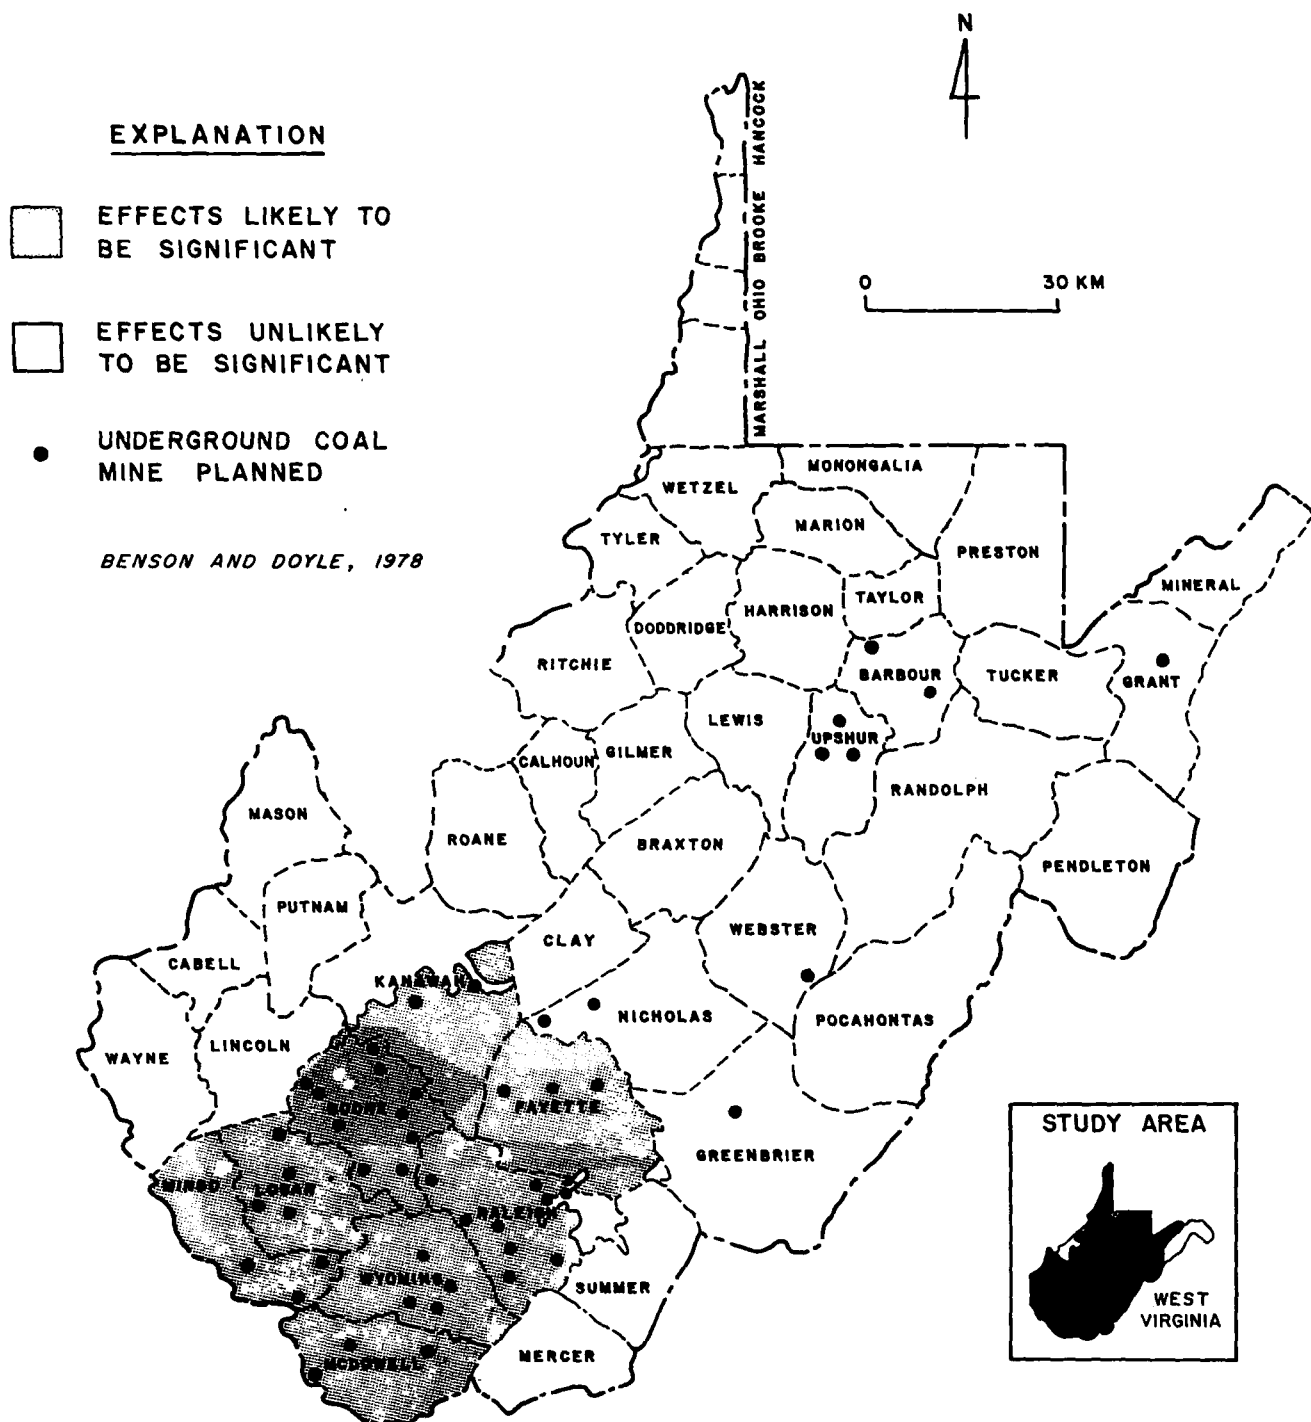 N
EXPLANATION
EFFECTS LIKELY TO
BE SIGNIFICANT
EFFECTS UNLIKELY
TO BE SIGNIFICANT
UNDERGROUND COAL
MINE PLANNED
BENSON AND DOYLE, 1978
0 30 KM
MARSHALL OHIO BROOKE HANCOCK
MONONGALIA
WETZEL
MARION
TYLER
PRESTON
MINERAL
TAYLOR
HARRISON
DODDRIDGE
RITCHIE
BARBOUR
TUCKER
GRANT
LEWIS
UPSHUR
GILMER
CALHOUN
RANDOLPH
MASON
ROANE
BRAXTON
PENDLETON
PUTNAM
WEBSTER
CLAY
CABELL
KANAWAH
NICHOLAS
POCAHONTAS
LINCOLN
WAYNE
BOONE
FAYETTE
GREENBRIER
MINGO
LOGAN
RALEIGH
WYOMING
SUMMER
MERCER
MCDOWELL
STUDY AREA
WEST
VIRGINIA